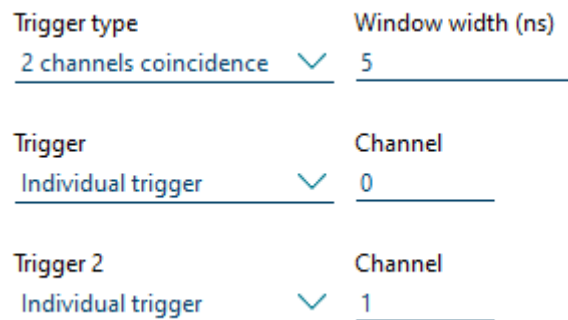 Trigger type Window width (ns)
2 channels coincidence 5
Trigger Channel
Individual trigger 0
Trigger 2 Channel
Individual trigger 1